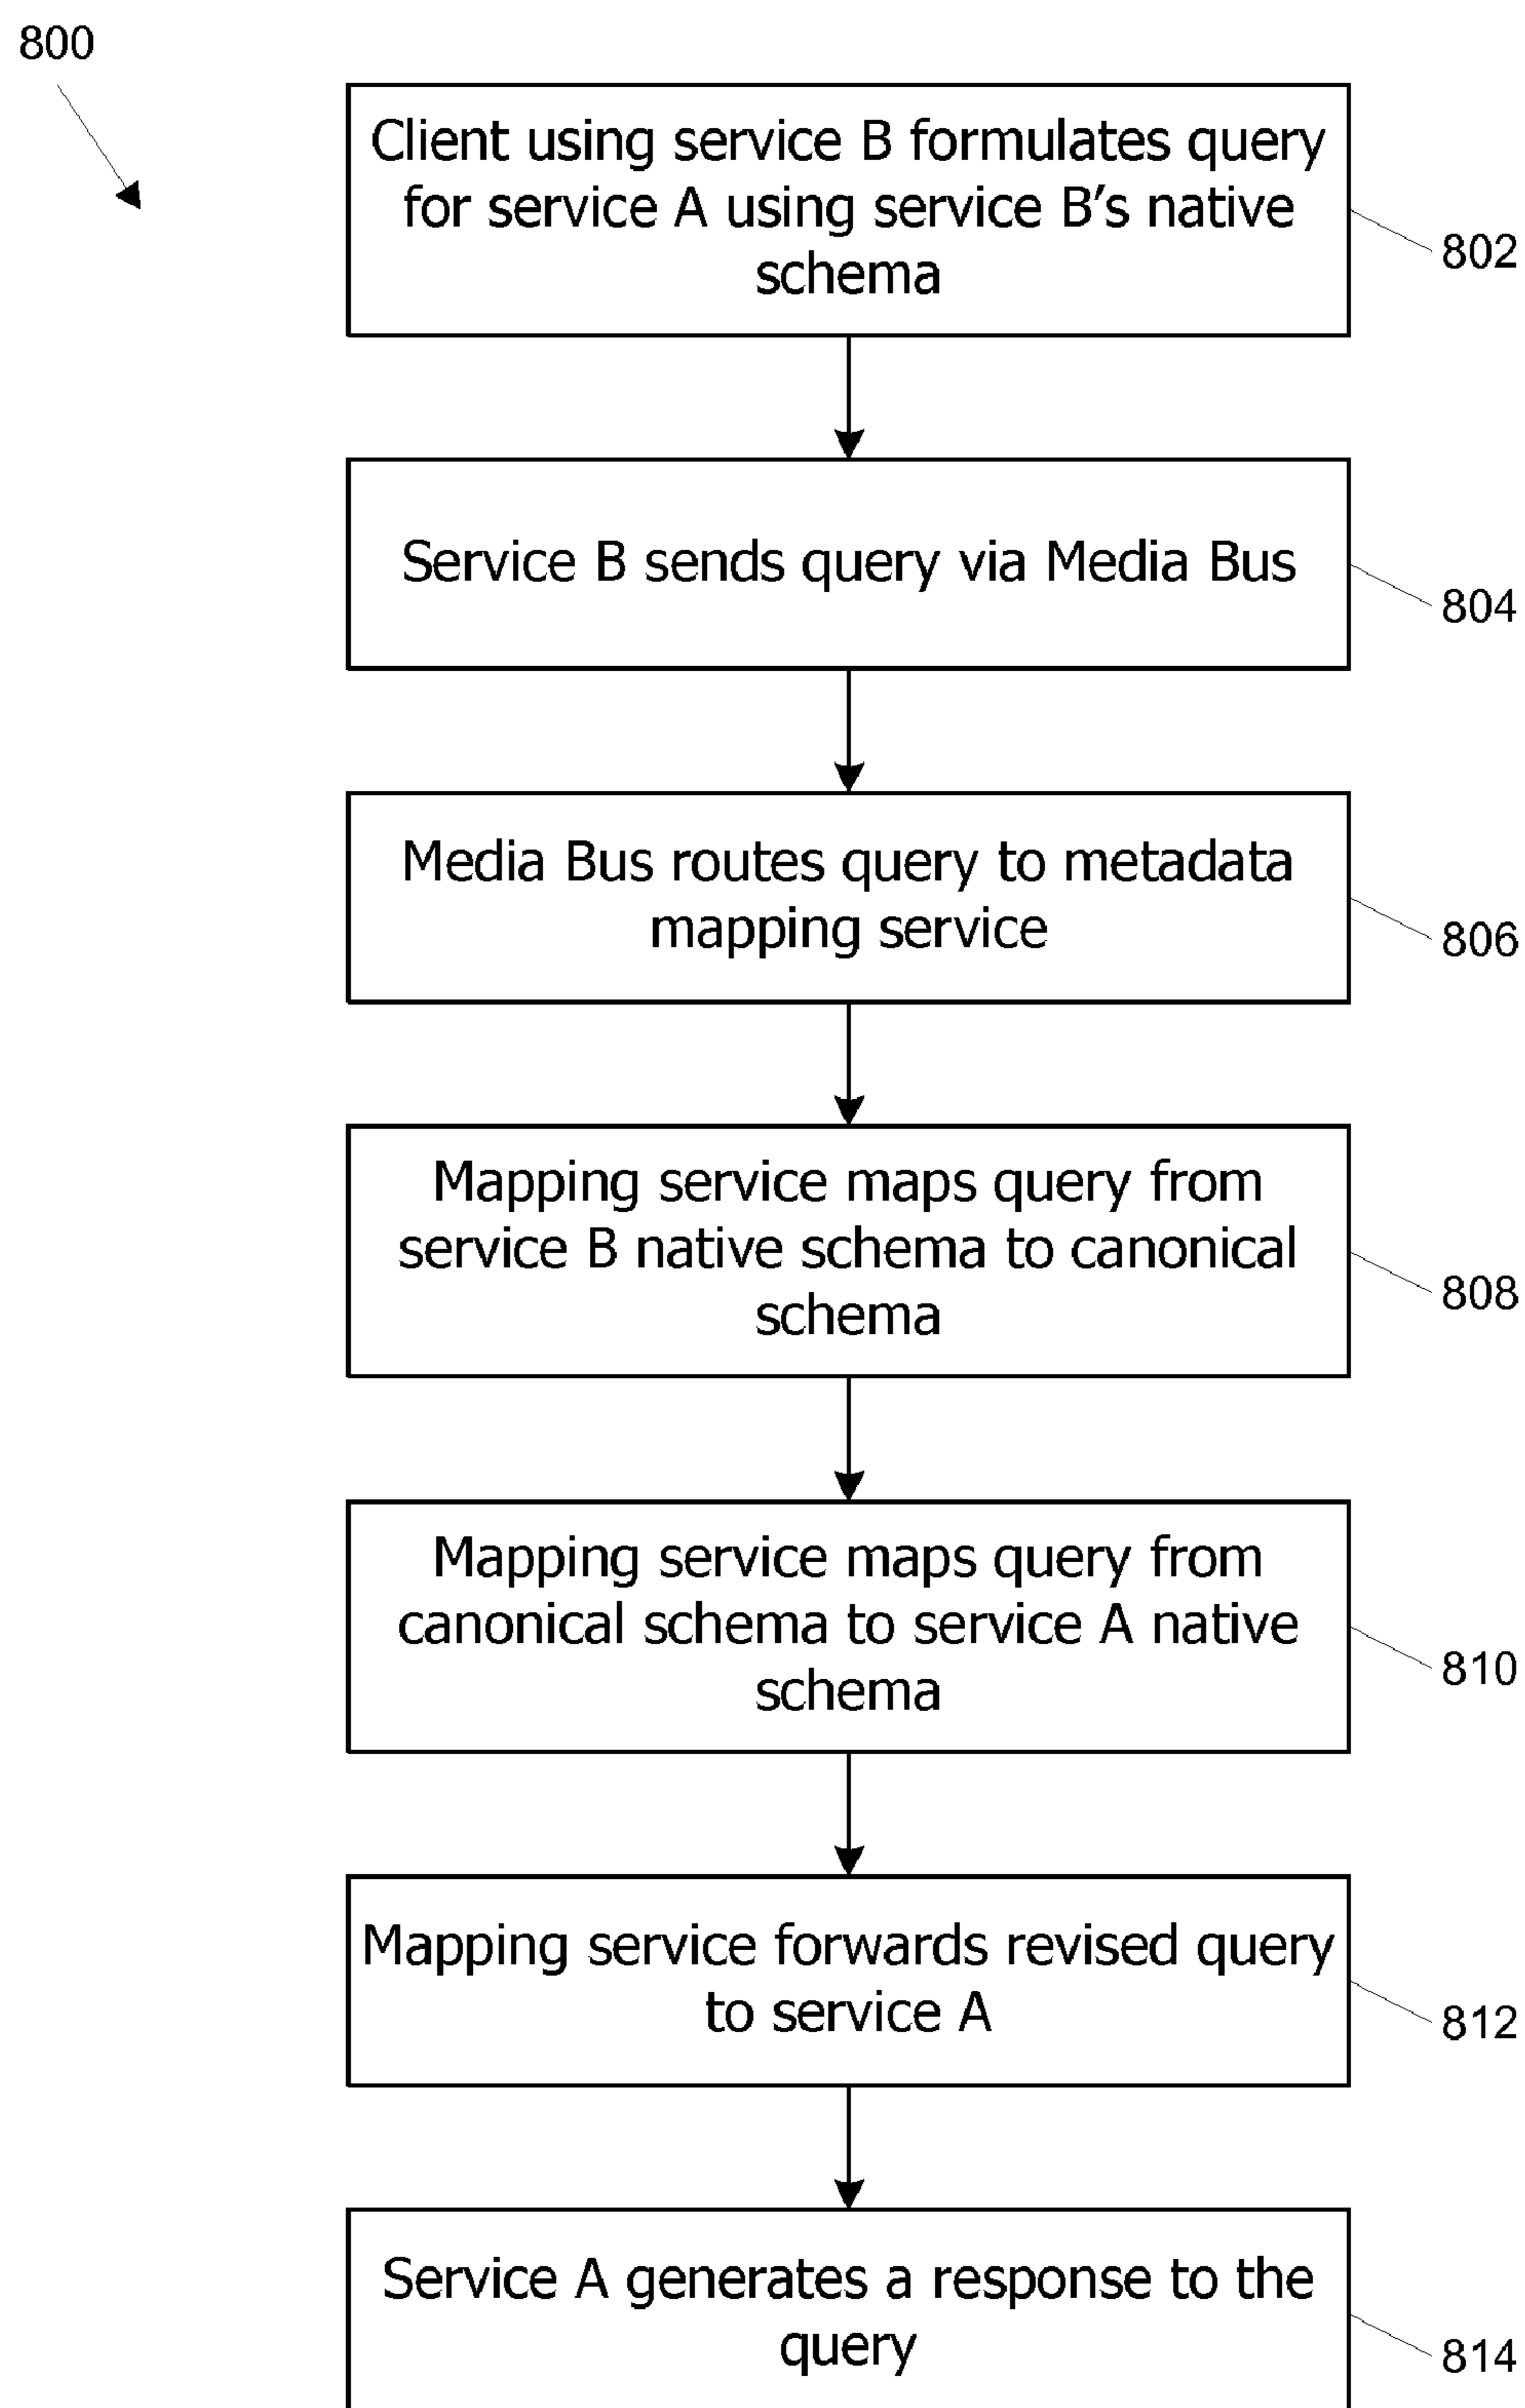 800
Client using service B formulates query
for service A using service B's native
schema
802
Service B sends query via Media Bus
804
Media Bus routes query to metadata
mapping service
806
Mapping service maps query from
service B native schema to canonical
schema
808
Mapping service maps query from
canonical schema to service A native
schema
810
Mapping service forwards revised query
to service A
812
Service A generates a response to the
query
814